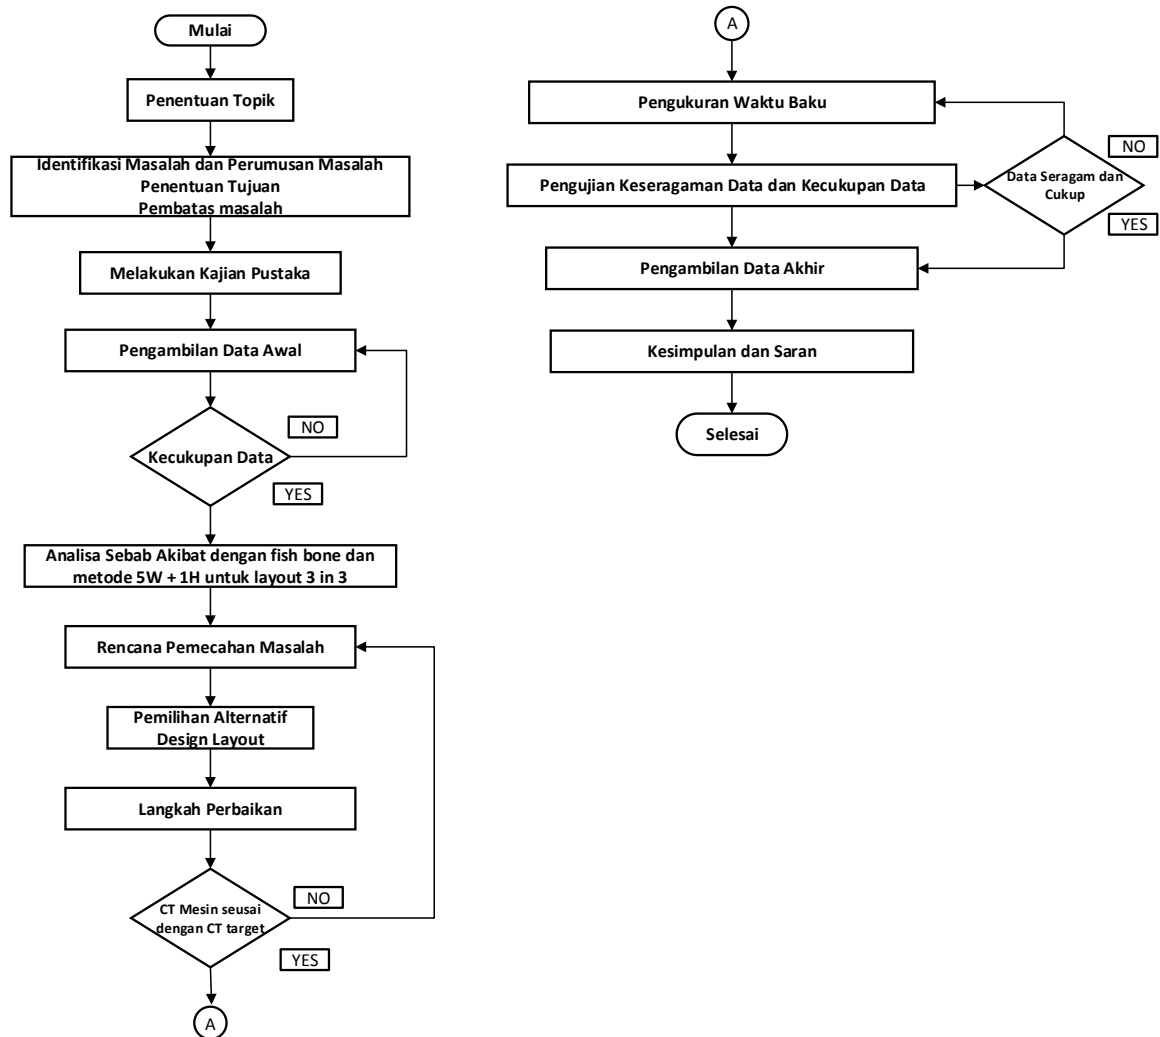 Mulai
Penentuan Topik
Identifikasi Masalah dan Perumusan Masalah
Penentuan Tujuan
Pembatas masalah
Melakukan Kajian Pustaka
Pengambilan Data Awal
NO
Kecukupan Data
YES
Analisa Sebab Akibat dengan fish bone dan
metode 5W + 1H untuk layout 3 in 3
Rencana Pemecahan Masalah
Pemilihan Alternatif
Design Layout
Langkah Perbaikan
NO
CT Mesin seusai
dengan CT target
YES
A
A
Pengukuran Waktu Baku
NO
Pengujian Keseragaman Data dan Kecukupan Data
Data Seragam dan
Cukup
YES
Pengambilan Data Akhir
Kesimpulan dan Saran
Selesai